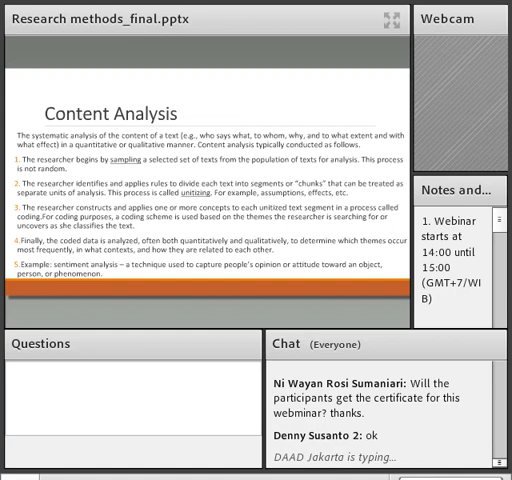 Research methods_final.pptx
Webcam
Content Analysis
The systematic analysis of the content of a text (e.g., who says what, to whom, why, and to what extent and with
what effect) in a quantitative or qualitative manner. Content analysis typically conducted as follows.
1. The researcher begins by sampling a selected set of texts from the population of texts for analysis. This process
is not random.
2. The researcher identifies and applies rules to divide each text into segments or "chunks" that can be treated as
separate units of analysis. This process is called unitizing. For example, assumptions, effects, etc.
3. The researcher constructs and applies one or more concepts to each unitized text segment in a process called
coding.For coding purposes, a coding scheme is used based on the themes the researcher is searching for or
uncovers as she classifies the text.
4.Finally, the coded data is analyzed, often both quantitatively and qualitatively, to determine which themes occur
most frequently, in what contexts, and how they are related to each other.
5.Example: sentiment analysis – a technique used to capture people's opinion or attitude toward an object,
person, or phenomenon.
Notes and...
1. Webinar
starts at
14:00 until
15:00
(GMT+7/WI
B)
Questions
Chat (Everyone)
Ni Wayan Rosi Sumaniari: Will the
participants get the certificate for this
webminar? thanks.
Denny Susanto 2: ok
DAAD Jakarta is typing...